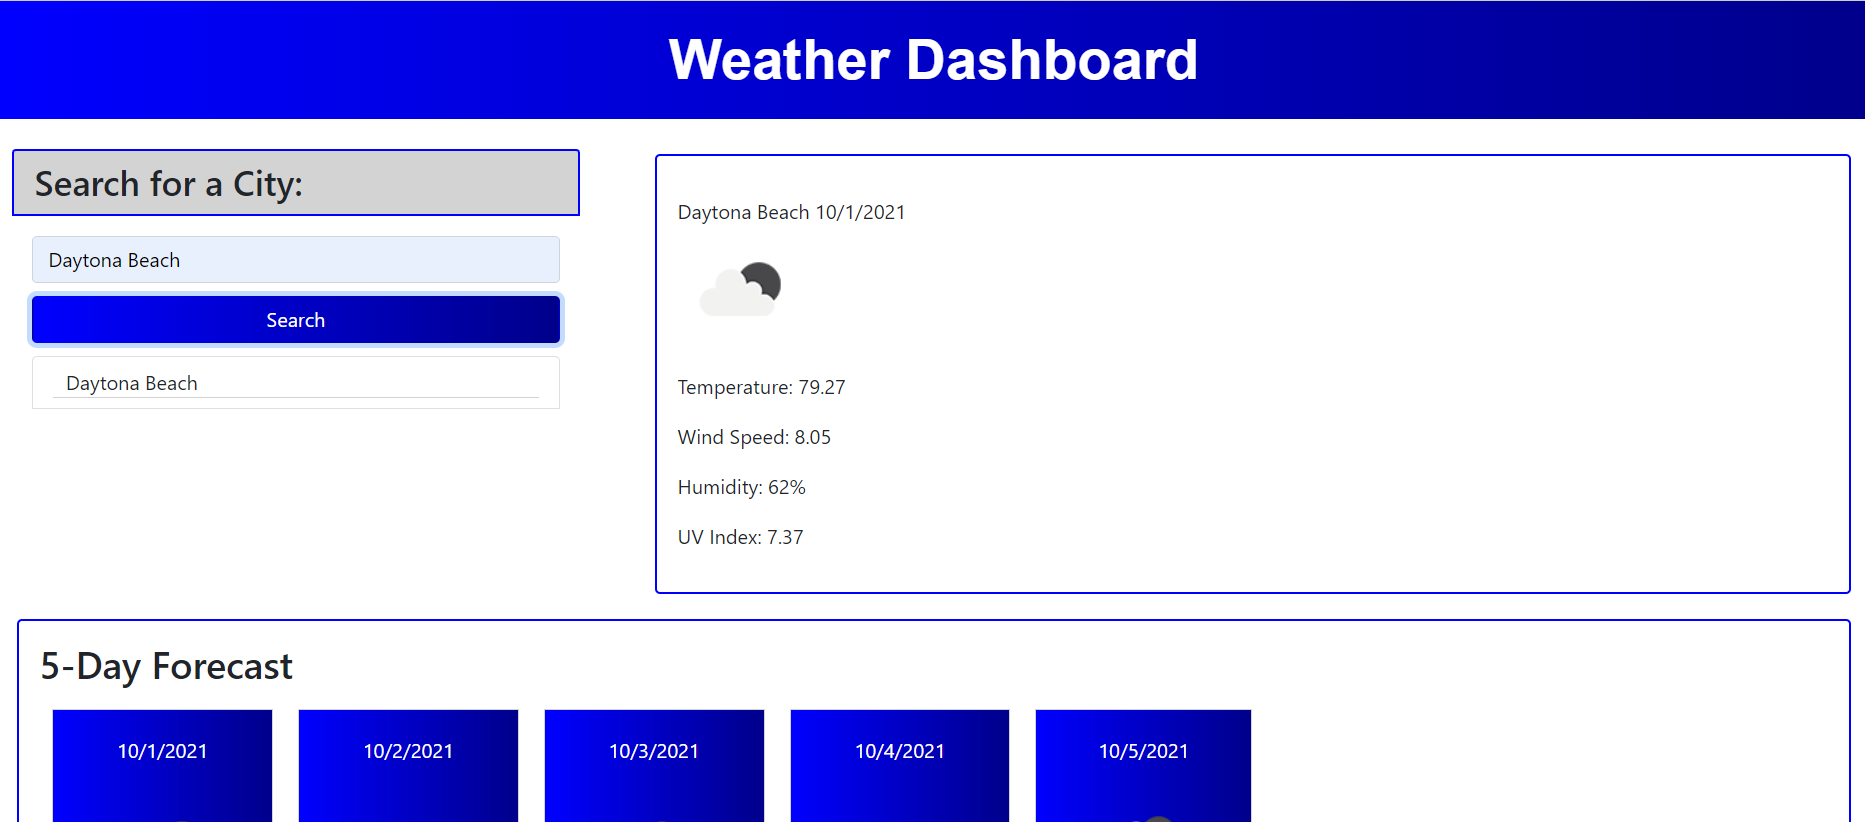 Weather Dashboard
Search for a City:
Daytona Beach
Search
Daytona Beach
Daytona Beach 10/1/2021
Temperature: 79.27
Wind Speed: 8.05
Humidity: 62%
UV Index: 7.37
5-Day Forecast
10/1/2021
10/2/2021
10/3/2021
10/4/2021
10/5/2021